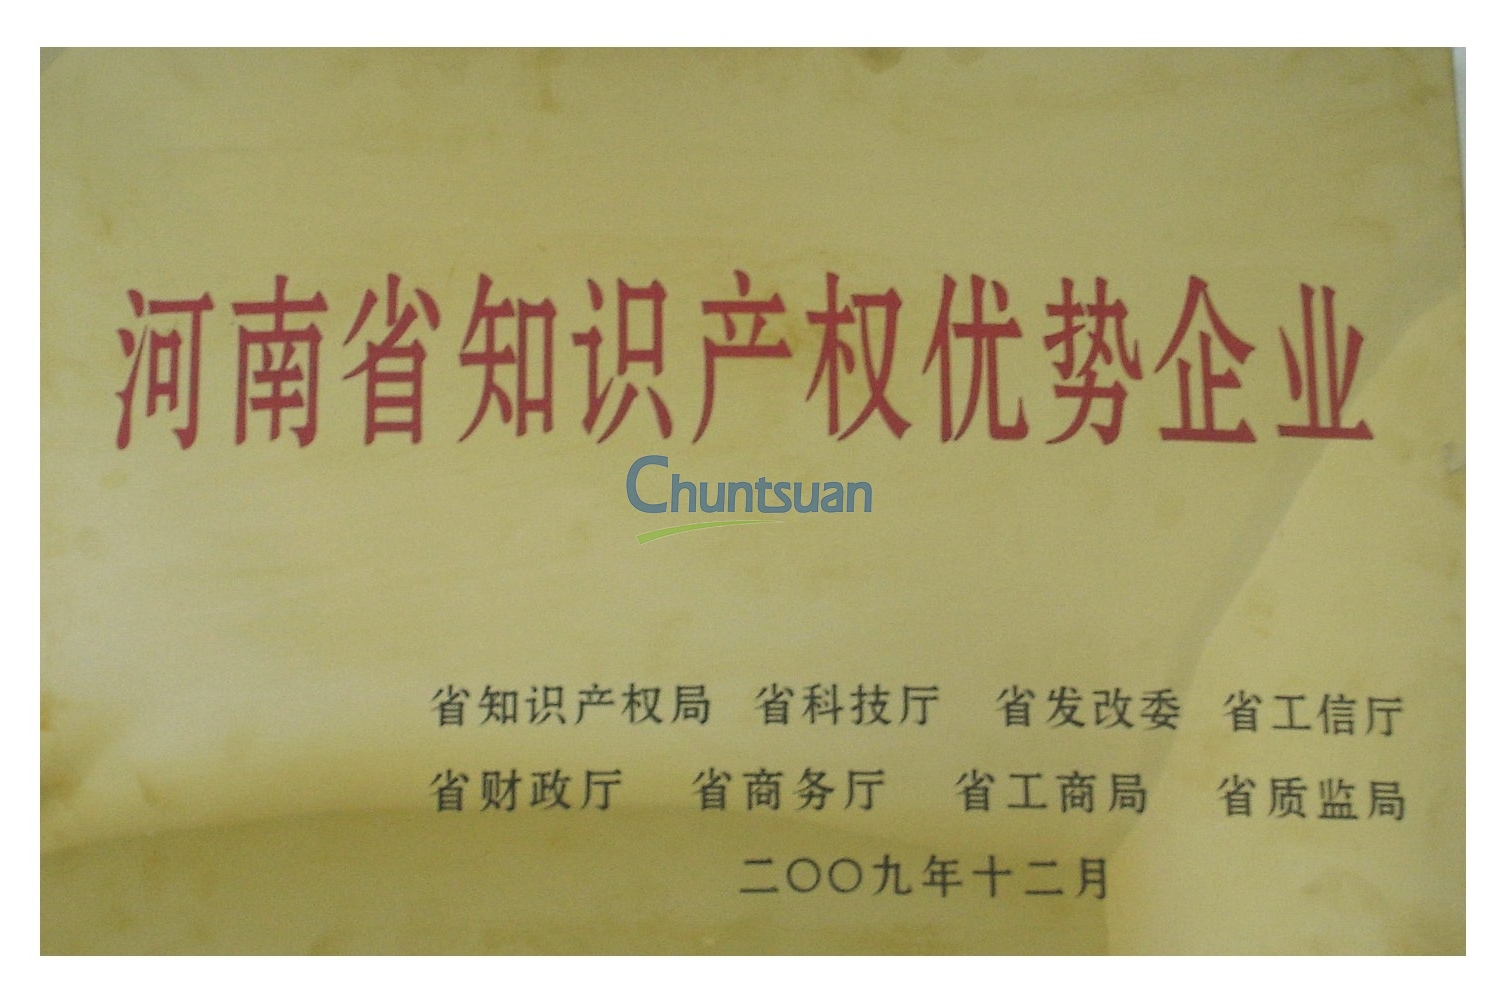 河南省知识产权优势企业
Chuntsuan
省知识产权局 省科技厅 省发改委 省工信厅
省财政厅 省商务厅 省工商局 省质监局
二〇〇九年十二月